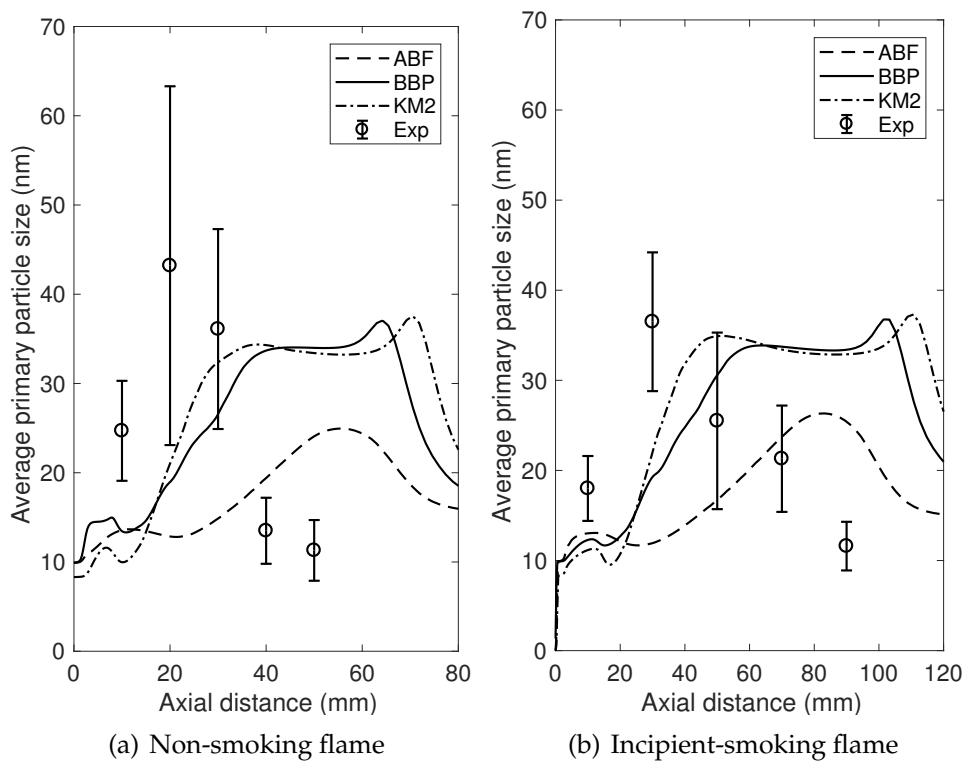 70
60
50
40
30
20
10
0
Average primary particle size (nm)
ABF
BBP
KM2
Exp
0 20 40 60 80
Axial distance (mm)
(a) Non-smoking flame
70
60
50
40
30
20
10
0
Average primary particle size (nm)
ABF
BBP
KM2
Exp
0 20 40 60 80 100 120
Axial distance (mm)
(b) Incipient-smoking flame